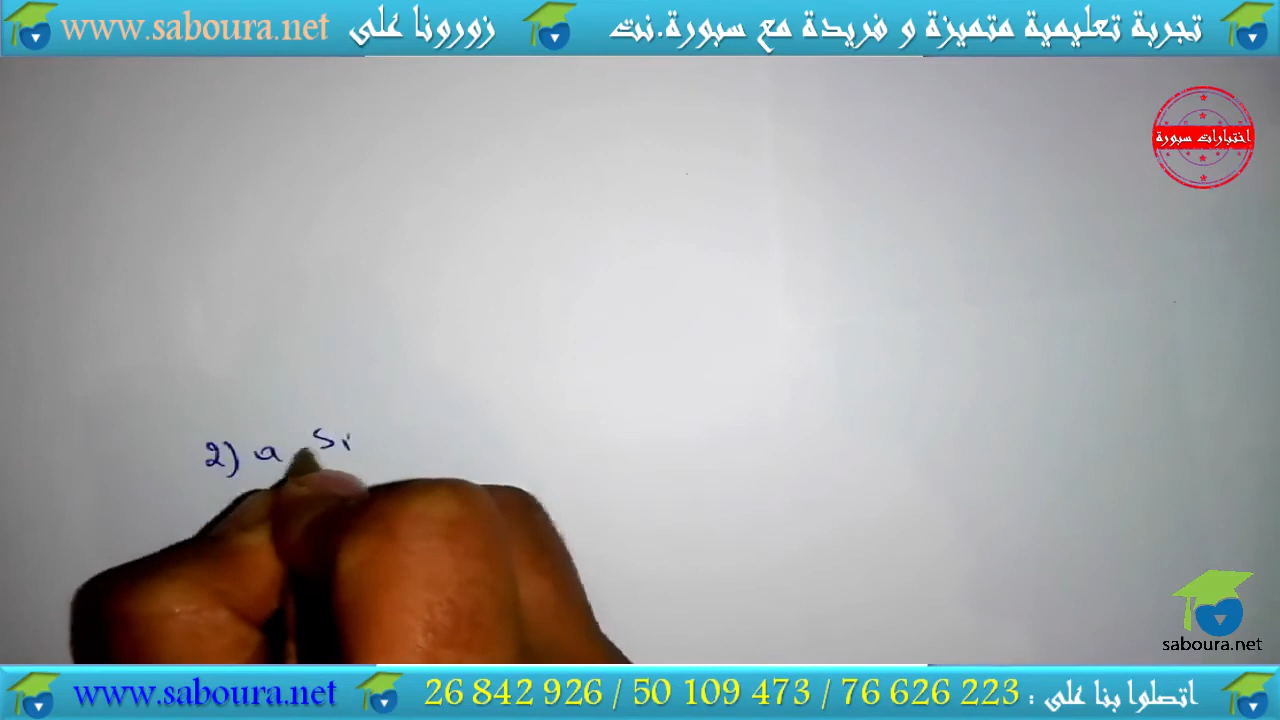 تجربة تعليمية متميزة و فريدة مع سبورة.نت زورونا على www.saboura.net
اختبارات سبورة
2) a Si
saboura.net
اتصلوا بنا على : 26 842 926 / 50 109 473 / 76 626 223 www.saboura.net